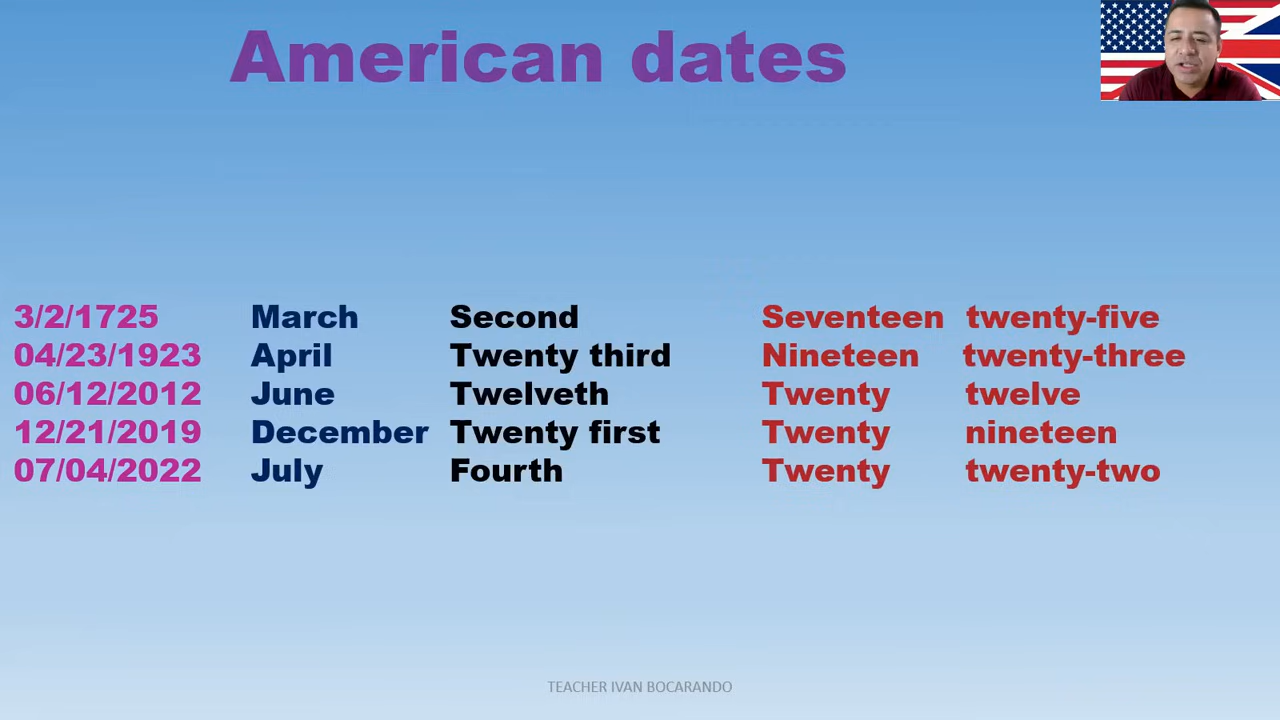 American dates
3/2/1725 March Second Seventeen twenty-five
04/23/1923 April Twenty third Nineteen twenty-three
06/12/2012 June Twelveth Twenty twelve
12/21/2019 December Twenty first Twenty nineteen
07/04/2022 July Fourth Twenty twenty-two
TEACHER IVAN BOCARANDO